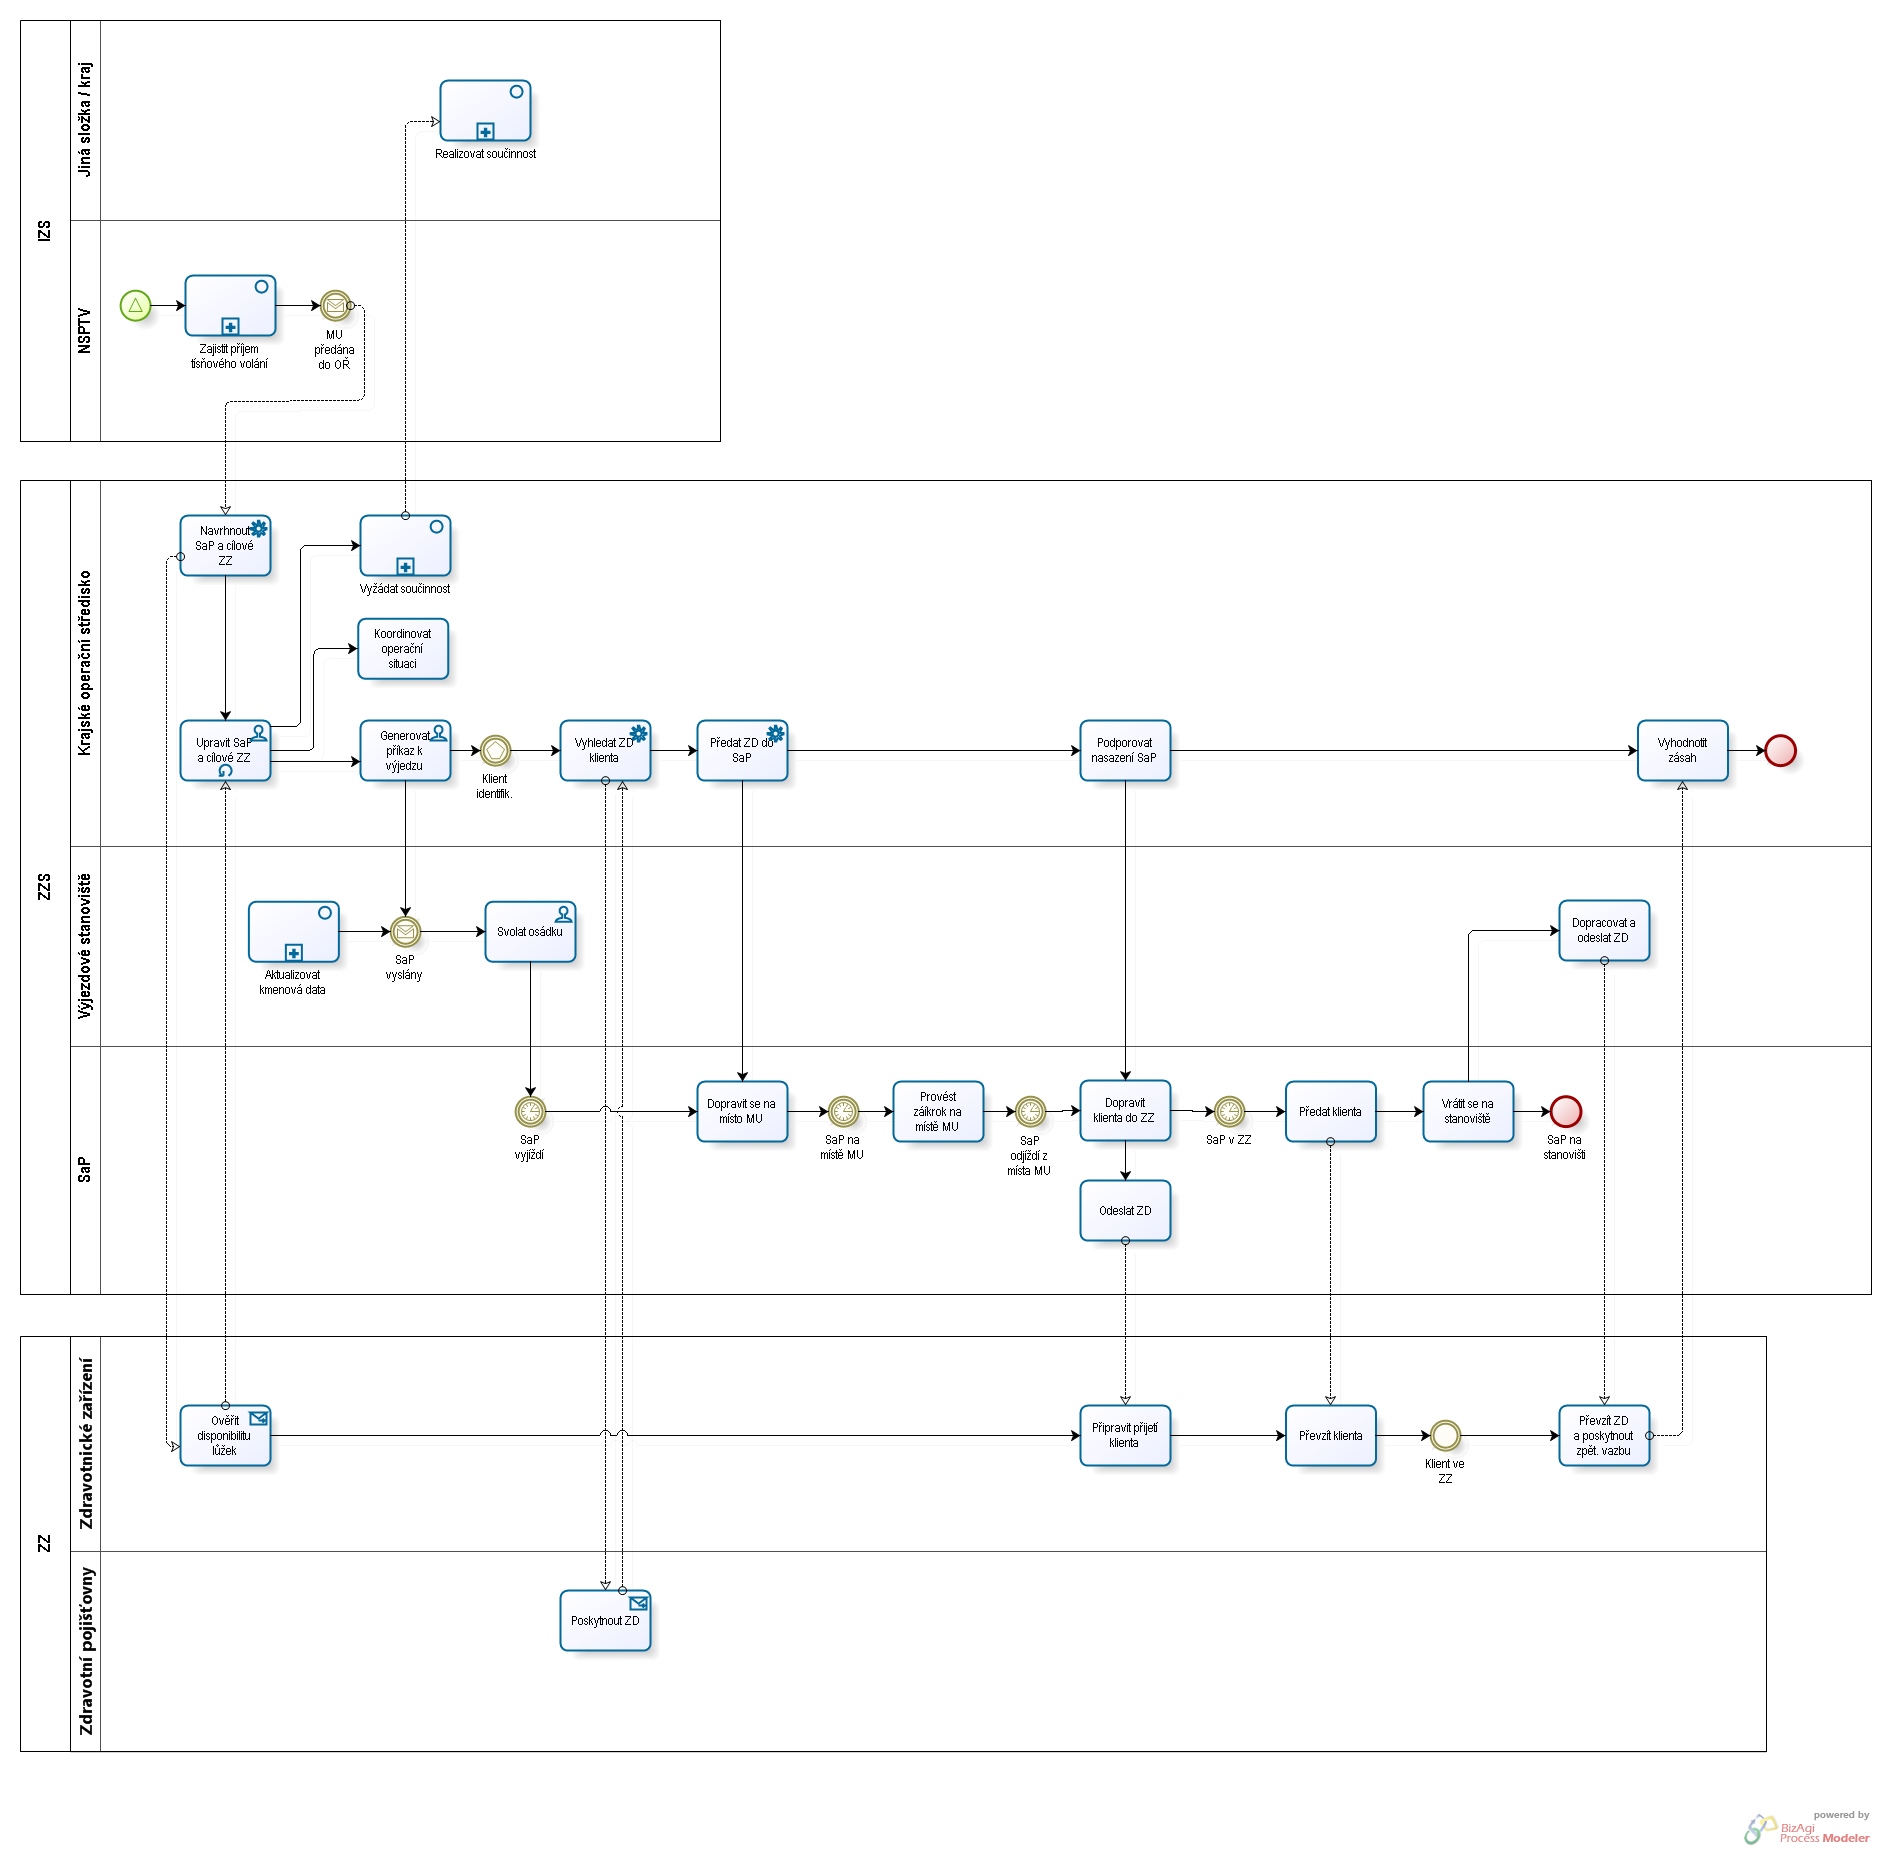 IZS
Jiná složka / kraj
Realizovat součinnost
NSPTV
Zajistit příjem
tísňového volání
MU
předána
do OŘ
ZZS
Krajské operační středisko
Navrhnout
SaP a cílové
ZZ
Vyžádat součinnost
Koordinovat
operační
situaci
Upravit SaP
a cílové ZZ
Generovat
příkaz k
výjedzu
Klient
identifik.
Vyhledat ZD
klienta
Předat ZD do
SaP
Podporovat
nasazení SaP
Vyhodnotit
zásah
Výjezdové stanoviště
Aktualizovat
kmenová data
SaP
vyslány
Svolat osádku
Dopracovat a
odeslat ZD
SaP
SaP
vyjíždí
Dopravit se na
místo MU
SaP na
místě MU
Provést
záíkrok na
místě MU
SaP
odjíždí z
místa MU
Dopravit
klienta do ZZ
SaP v ZZ
Předat klienta
Vrátit se na
stanoviště
SaP na
stanovišti
Odeslat ZD
ZZ
Zdravotnické zařízení
Ověřit
disponibilitu
lůžek
Připravit přijetí
klienta
Převzít klienta
Klient ve
ZZ
Převzít ZD
a poskytnout
zpět. vazbu
Zdravotní pojišťovny
Poskytnout ZD
powered by
BizAgi
Process Modeler